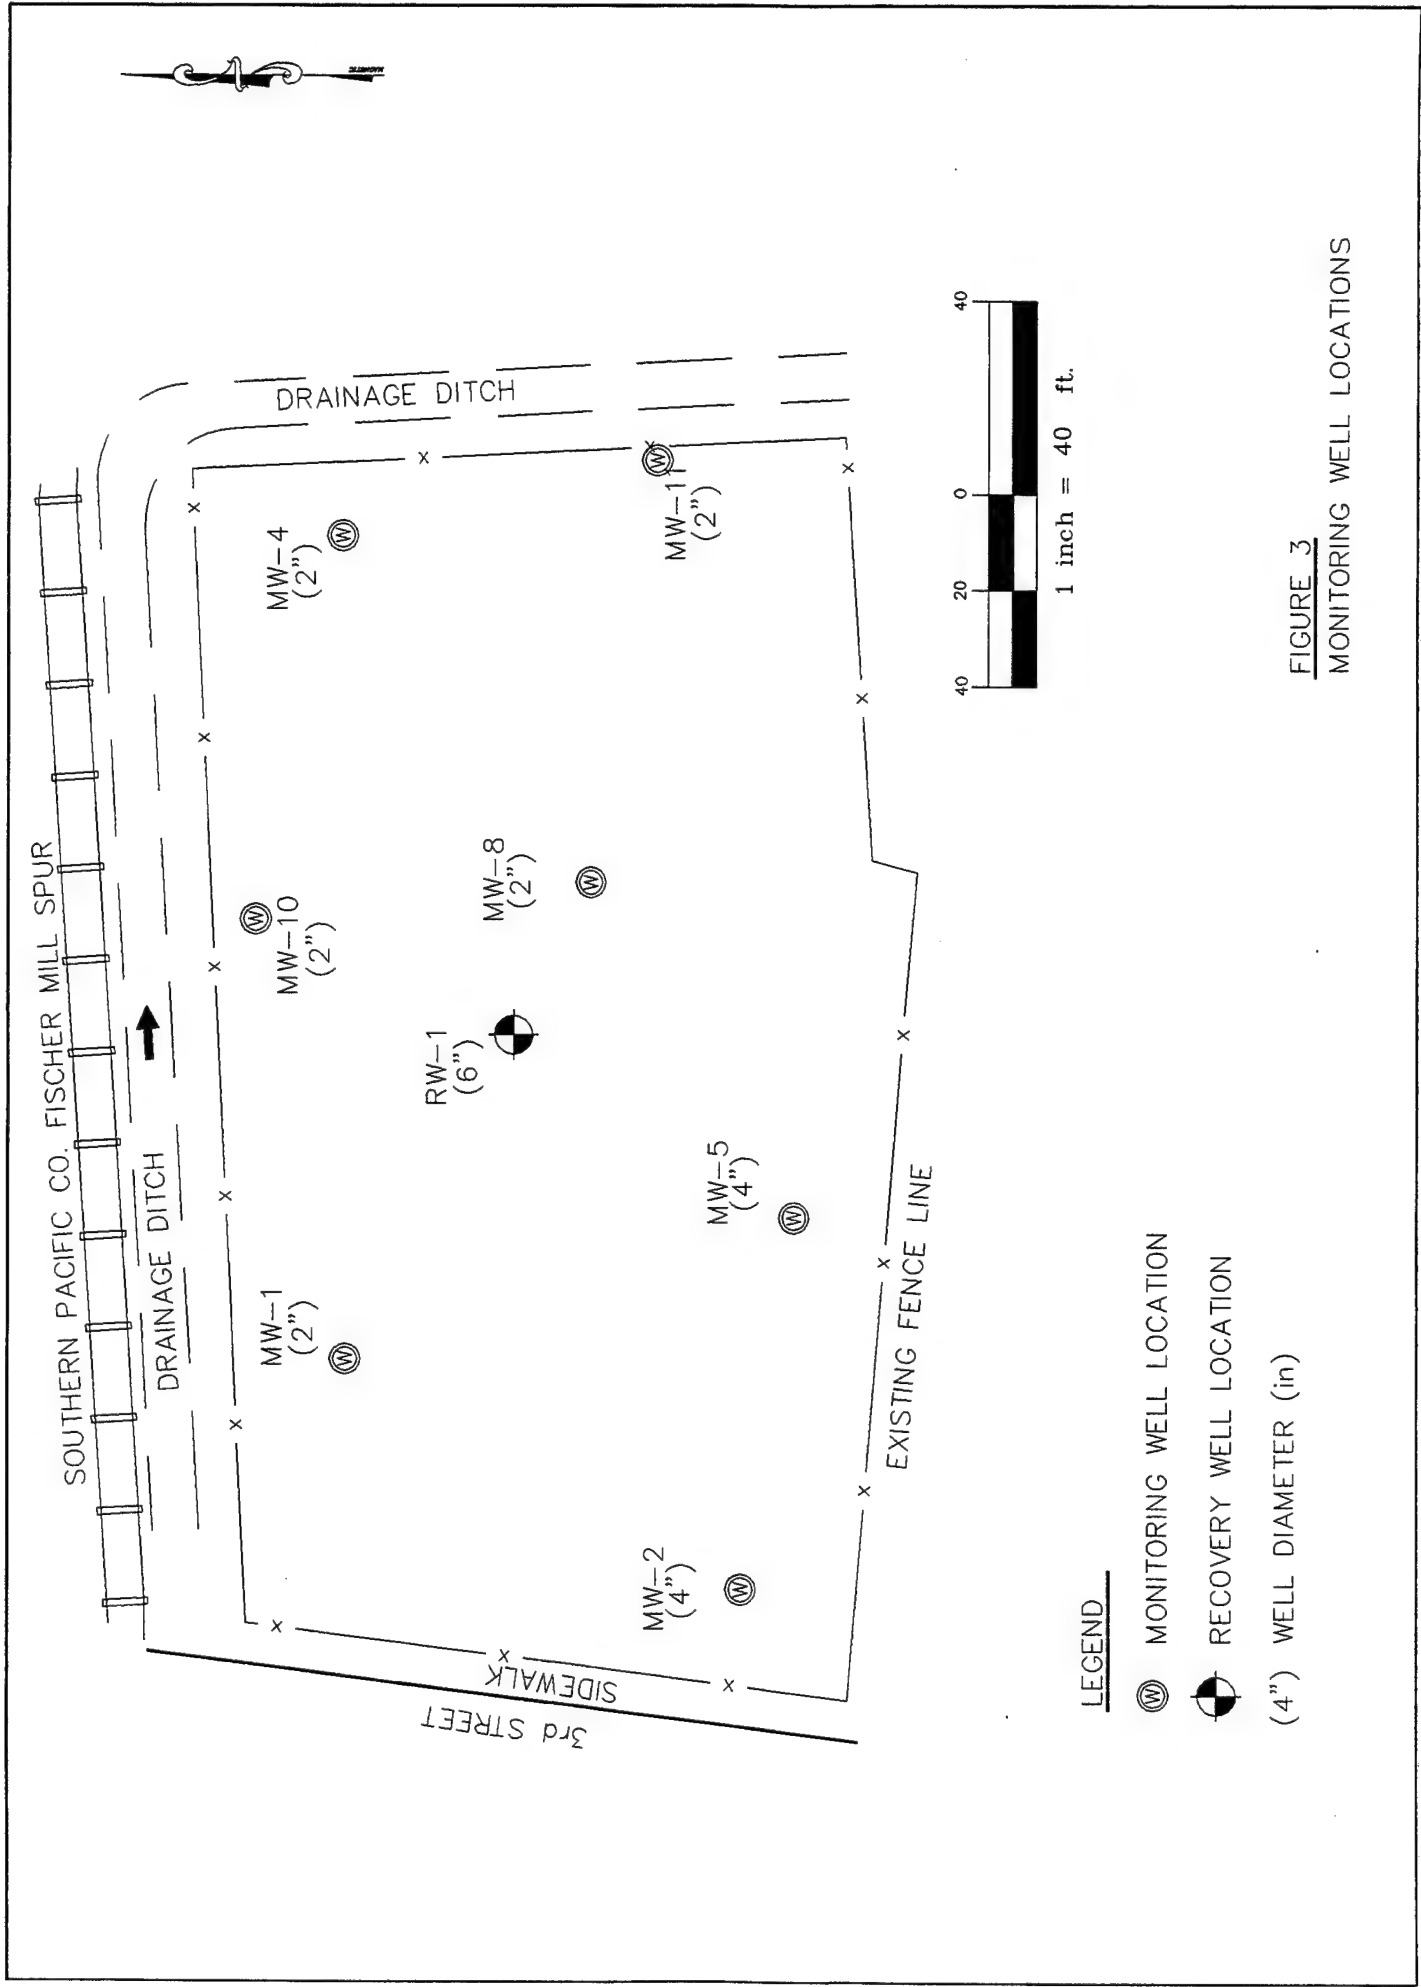 MAGNETIC
SOUTHERN PACIFIC CO. FISCHER MILL SPUR
DRAINAGE DITCH
DRAINAGE DITCH
MW-1
(2")
MW-10
(2")
MW-4
(2")
RW-1
(6")
MW-8
(2")
MW-11
(2")
MW-2
(4")
MW-5
(4")
SIDEWALK
3rd STREET
EXISTING FENCE LINE
40 20 0 40
1 inch = 40 ft.
LEGEND
W MONITORING WELL LOCATION
RECOVERY WELL LOCATION
(4") WELL DIAMETER (in)
FIGURE 3
MONITORING WELL LOCATIONS